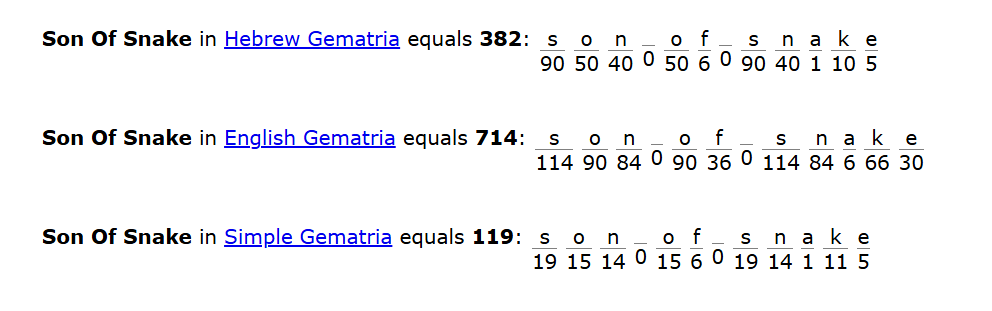 Son Of Snake in Hebrew Gematria equals 382: s o n _ o f _ s n a k e
90 50 40 0 50 6 0 90 40 1 10 5
Son Of Snake in English Gematria equals 714: s o n _ o f _ s n a k e
114 90 84 0 90 36 0 114 84 6 66 30
Son Of Snake in Simple Gematria equals 119: s o n _ o f _ s n a k e
19 15 14 0 15 6 0 19 14 1 11 5